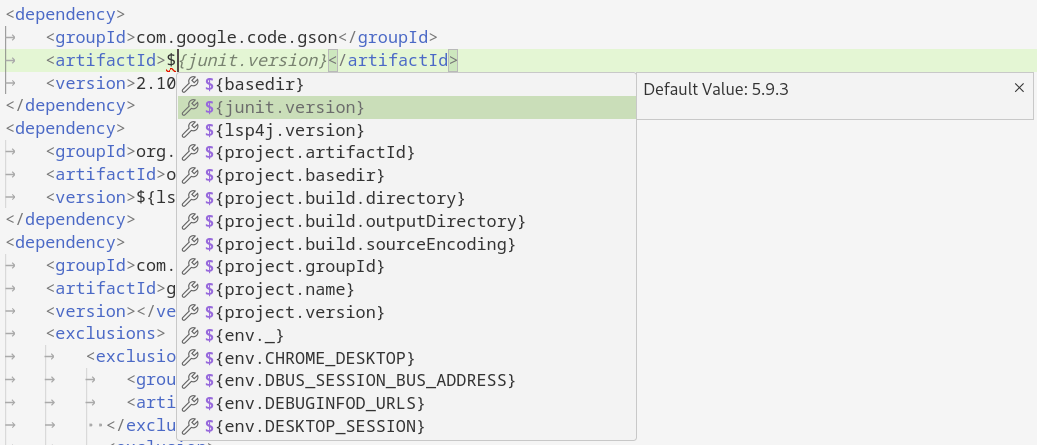 <dependency>
<groupId>com.google.code.gson</groupId>
<artifactId>${junit.version}</artifactId>
<version>2.10
</dependency>
<dependency>
<groupId>org.
<artifactId>o
<version>${ls
</dependency>
<dependency>
<groupId>com.
<artifactId>g
<version></ve
<exclusions>
<exclusio
<grou
<arti
</exclu
<exclusion>
${basedir}
${junit.version}
${lsp4j.version}
${project.artifactId}
${project.basedir}
${project.build.directory}
${project.build.outputDirectory}
${project.build.sourceEncoding}
${project.groupId}
${project.name}
${project.version}
${env._}
${env.CHROME_DESKTOP}
${env.DBUS_SESSION_BUS_ADDRESS}
${env.DEBUGINFOD_URLS}
${env.DESKTOP_SESSION}
Default Value: 5.9.3